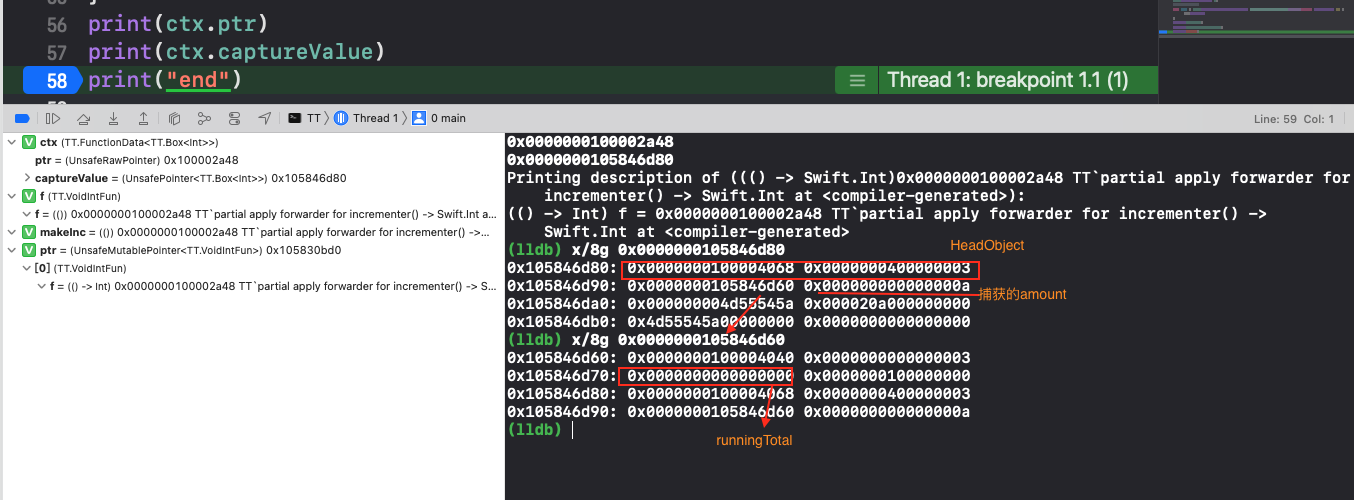 56 print(ctx.ptr)
57 print(ctx.captureValue)
58 print("end")
Thread 1: breakpoint 1.1 (1)
TT
Thread 1
0 main
Line: 59 Col: 1
ctx (TT.FunctionData<TT.Box<Int>>)
ptr = (UnsafeRawPointer) 0x100002a48
captureValue = (UnsafePointer<TT.Box<Int>>) 0x105846d80
f (TT.VoidIntFun)
f = (()) 0x0000000100002a48 TT`partial apply forwarder for incrementer() -> Swift.Int a...
makeInc = (()) 0x0000000100002a48 TT`partial apply forwarder for incrementer() ->...
ptr = (UnsafeMutablePointer<TT.VoidIntFun>) 0x105830bd0
[0] (TT.VoidIntFun)
f = (() -> Int) 0x0000000100002a48 TT`partial apply forwarder for incrementer() -> S...
0x0000000100002a48
0x0000000105846d80
Printing description of ((() -> Swift.Int)0x0000000100002a48 TT`partial apply forwarder for
incrementer() -> Swift.Int at <compiler-generated>):
(() -> Int) f = 0x0000000100002a48 TT`partial apply forwarder for incrementer() ->
Swift.Int at <compiler-generated>
(lldb) x/8g 0x0000000105846d80
HeadObject
0x105846d80: 0x0000000100004068 0x0000000400000003
0x105846d90: 0x0000000105846d60 0x000000000000000a
捕获的amount
0x105846da0: 0x000000004d55545a 0x000020a000000000
0x105846db0: 0x4d55545a00000000 0x0000000000000000
(lldb) x/8g 0x0000000105846d60
0x105846d60: 0x0000000100004040 0x0000000000000003
0x105846d70: 0x0000000000000000 0x0000000100000000
0x105846d80: 0x0000000100004068 0x0000000400000003
0x105846d90: 0x0000000105846d60 0x000000000000000a
(lldb)
runningTotal